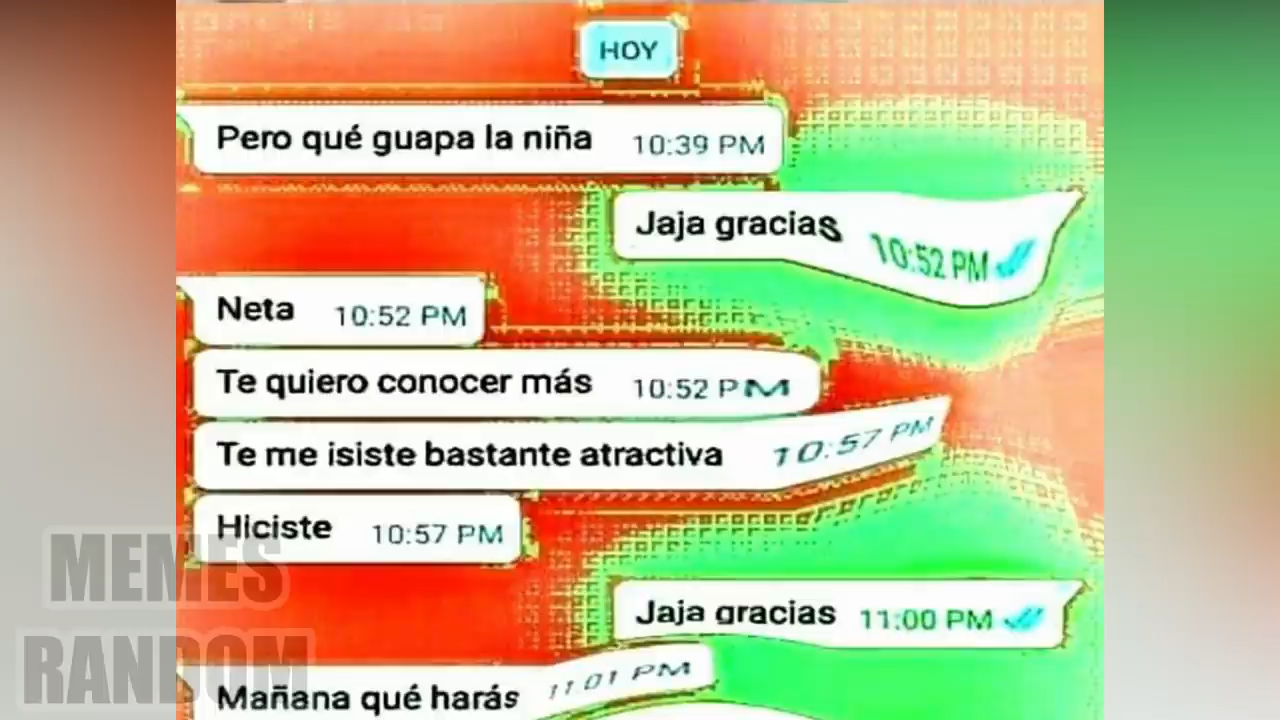 HOY
Pero qué guapa la niña 10:39 PM
Jaja gracias 10:52 PM
Neta 10:52 PM
Te quiero conocer más 10:52 PM
Te me isiste bastante atractiva 10:57 PM
Hiciste 10:57 PM
Jaja gracias 11:00 PM
Mañana qué harás 11:01 PM
MEMES
RANDOM